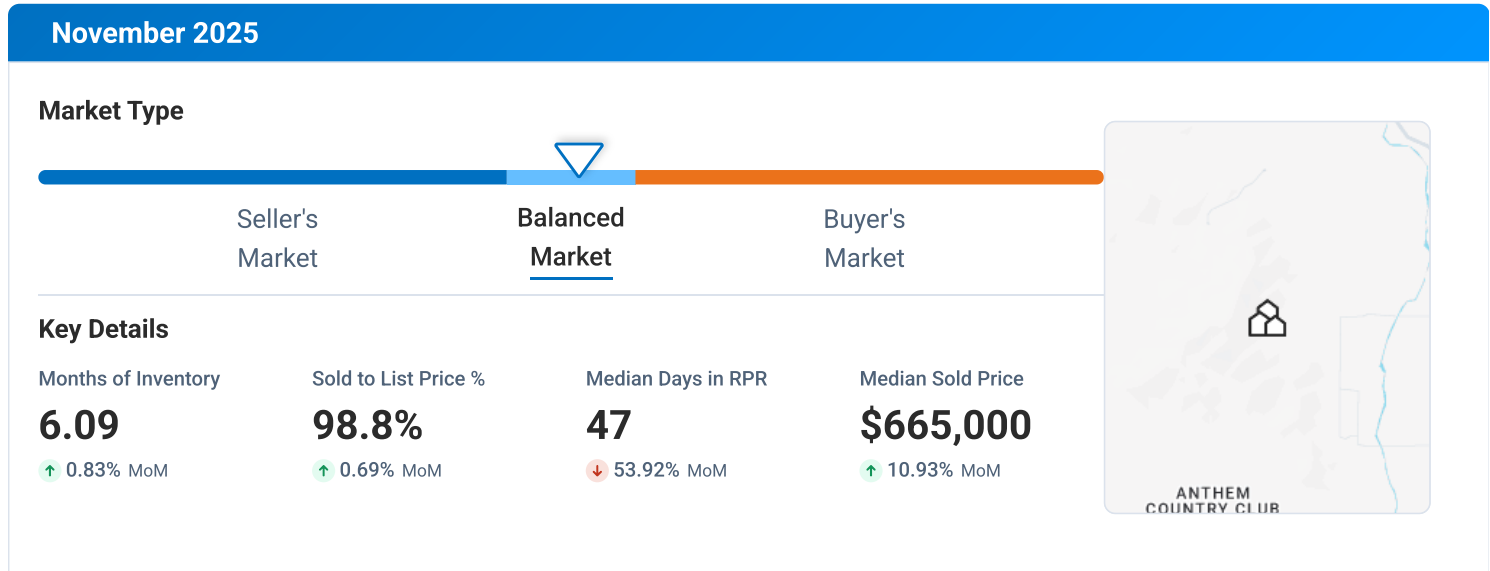 November 2025
Market Type
Seller's
Market
Balanced
Market
Buyer's
Market
Key Details
Months of Inventory
6.09
0.83% MoM
Sold to List Price %
98.8%
0.69% MoM
Median Days in RPR
47
53.92% MoM
Median Sold Price
$665,000
10.93% MoM
ANTHEM
COUNTRY CLUB